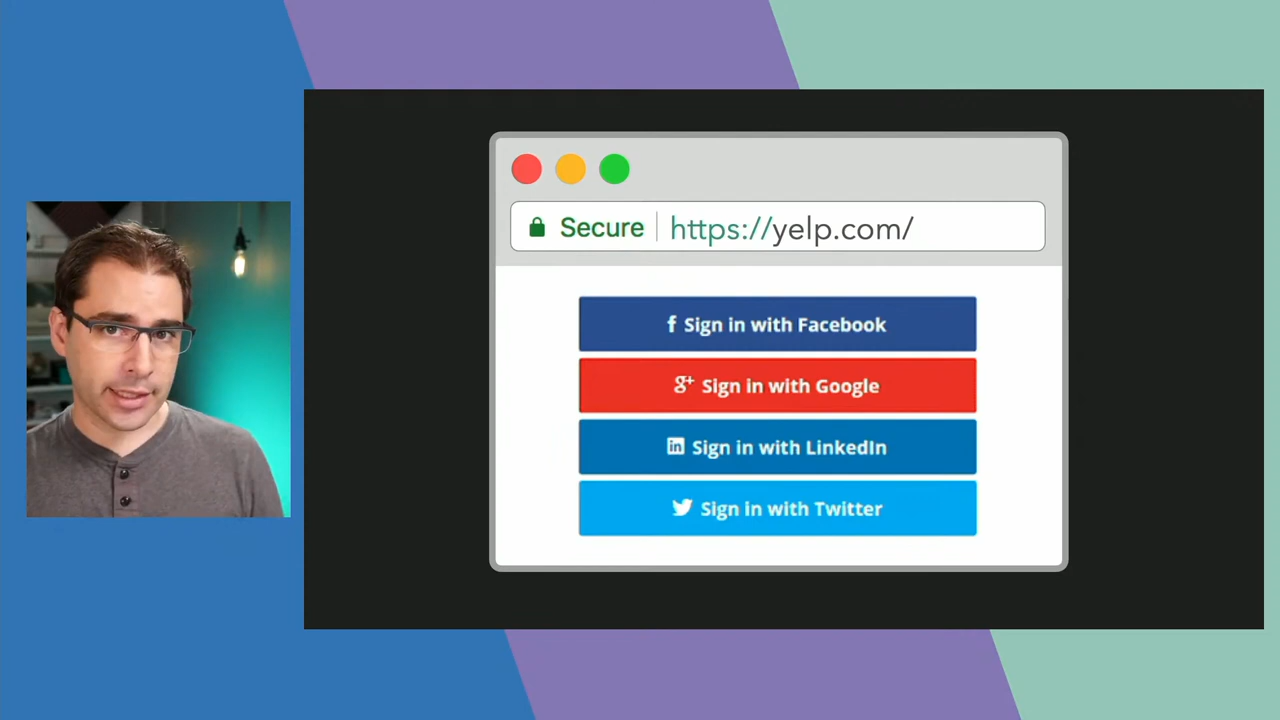 Secure https://yelp.com/
f Sign in with Facebook
g+ Sign in with Google
in Sign in with LinkedIn
Sign in with Twitter